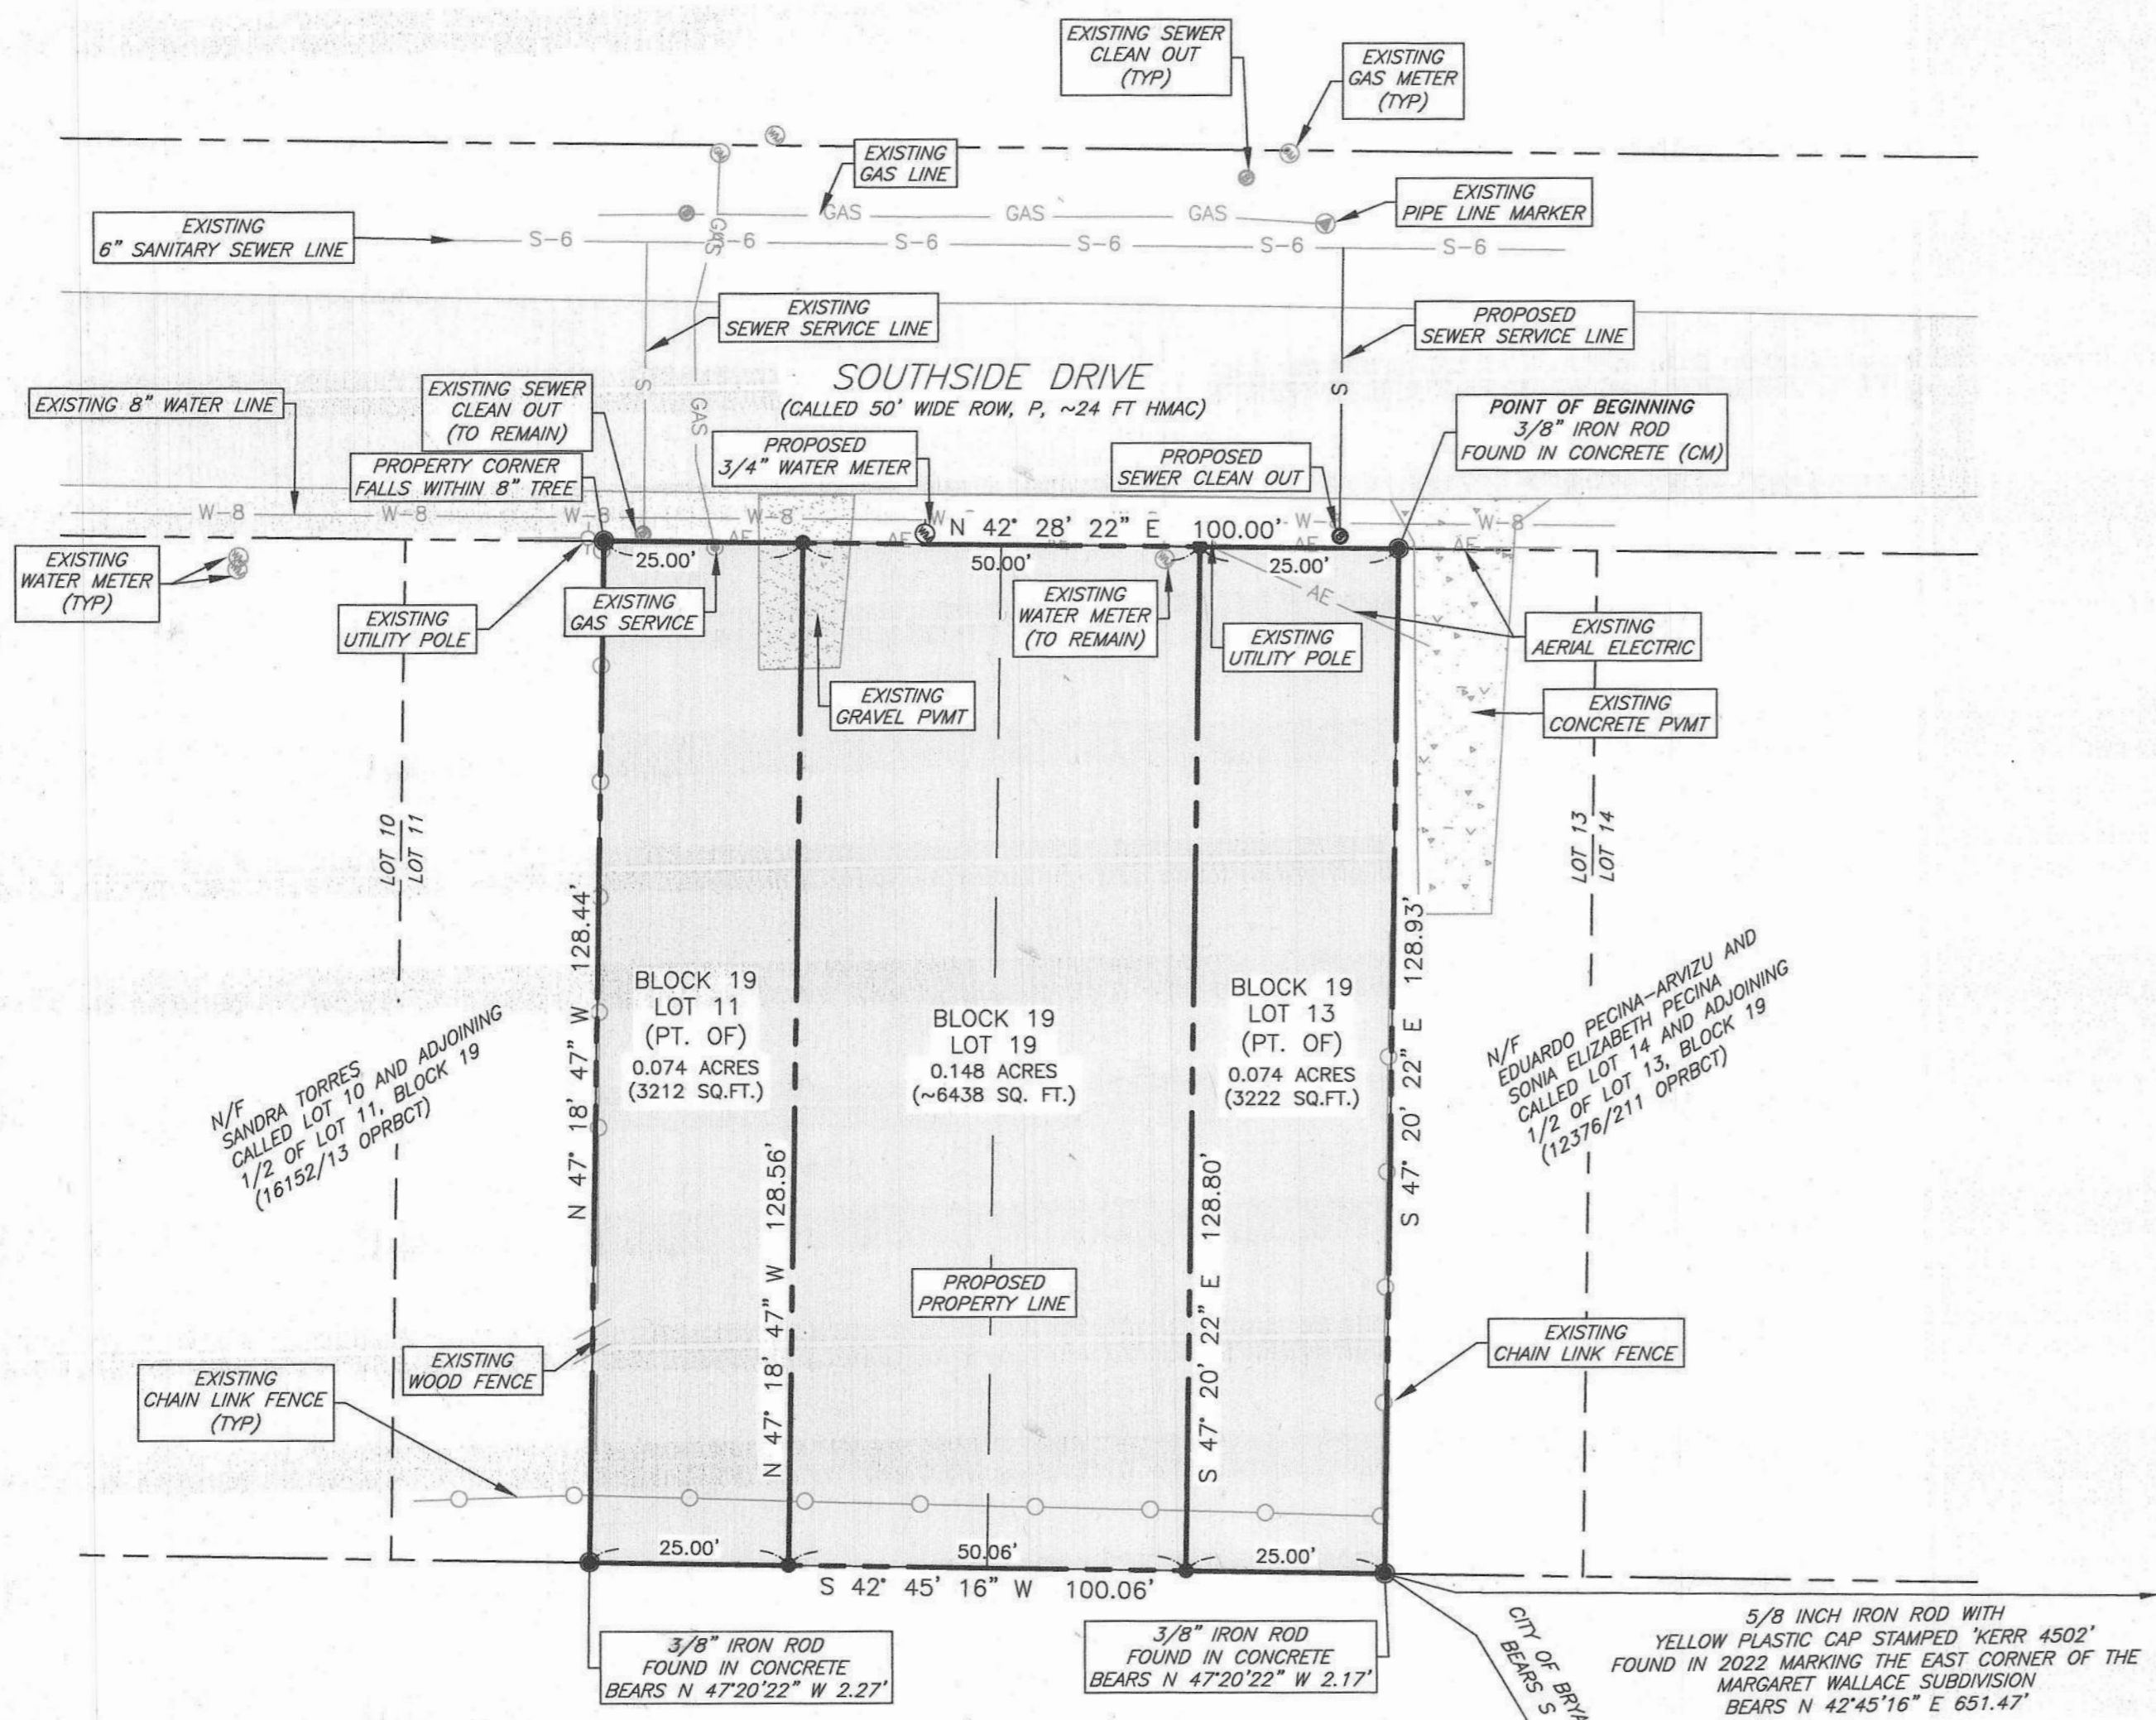 EXISTING SEWER
CLEAN OUT
(TYP)
EXISTING
GAS METER
(TYP)
EXISTING
GAS LINE
EXISTING
PIPE LINE MARKER
EXISTING
6" SANITARY SEWER LINE
GAS
GAS
GAS
GAS
S-6
S-6
S-6
S-6
S-6
S-6
EXISTING
SEWER SERVICE LINE
PROPOSED
SEWER SERVICE LINE
SOUTHSIDE DRIVE
(CALLED 50' WIDE ROW, P, ~24 FT HMAC)
S
GAS
S
EXISTING 8" WATER LINE
EXISTING SEWER
CLEAN OUT
(TO REMAIN)
PROPERTY CORNER
FALLS WITHIN 8" TREE
PROPOSED
3/4" WATER METER
PROPOSED
SEWER CLEAN OUT
POINT OF BEGINNING
3/8" IRON ROD
FOUND IN CONCRETE (CM)
W-8
W-8
W-8
W-8
W-8
W-8
N 42° 28' 22" E 100.00'
AE
AE
AE
AE
25.00'
50.00'
25.00'
EXISTING
WATER METER
(TYP)
EXISTING
UTILITY POLE
EXISTING
GAS SERVICE
EXISTING
WATER METER
(TO REMAIN)
EXISTING
UTILITY POLE
AE
EXISTING
AERIAL ELECTRIC
EXISTING
GRAVEL PVMT
EXISTING
CONCRETE PVMT
LOT 10
LOT 11
LOT 13
LOT 14
N 47° 18' 47" W 128.44'
BLOCK 19
LOT 11
(PT. OF)
0.074 ACRES
(3212 SQ.FT.)
N 47° 18' 47" W 128.56'
BLOCK 19
LOT 19
0.148 ACRES
(~6438 SQ. FT.)
S 47° 20' 22" E 128.80'
BLOCK 19
LOT 13
(PT. OF)
0.074 ACRES
(3222 SQ.FT.)
S 47° 20' 22" E 128.93'
N/F
SANDRA TORRES
CALLED LOT 10 AND ADJOINING
1/2 OF LOT 11, BLOCK 19
(16152/13 OPRBCT)
N/F
EDUARDO PECINA-ARVIZU AND
SONIA ELIZABETH PECINA
CALLED LOT 14 AND ADJOINING
1/2 OF LOT 13, BLOCK 19
(12376/211 OPRBCT)
PROPOSED
PROPERTY LINE
EXISTING
WOOD FENCE
EXISTING
CHAIN LINK FENCE
(TYP)
EXISTING
CHAIN LINK FENCE
25.00'
50.06'
25.00'
S 42° 45' 16" W 100.06'
3/8" IRON ROD
FOUND IN CONCRETE
BEARS N 47°20'22" W 2.27'
3/8" IRON ROD
FOUND IN CONCRETE
BEARS N 47°20'22" W 2.17'
CITY OF
BEARS S
5/8 INCH IRON ROD WITH
YELLOW PLASTIC CAP STAMPED 'KERR 4502'
FOUND IN 2022 MARKING THE EAST CORNER OF THE
MARGARET WALLACE SUBDIVISION
BEARS N 42°45'16" E 651.47'